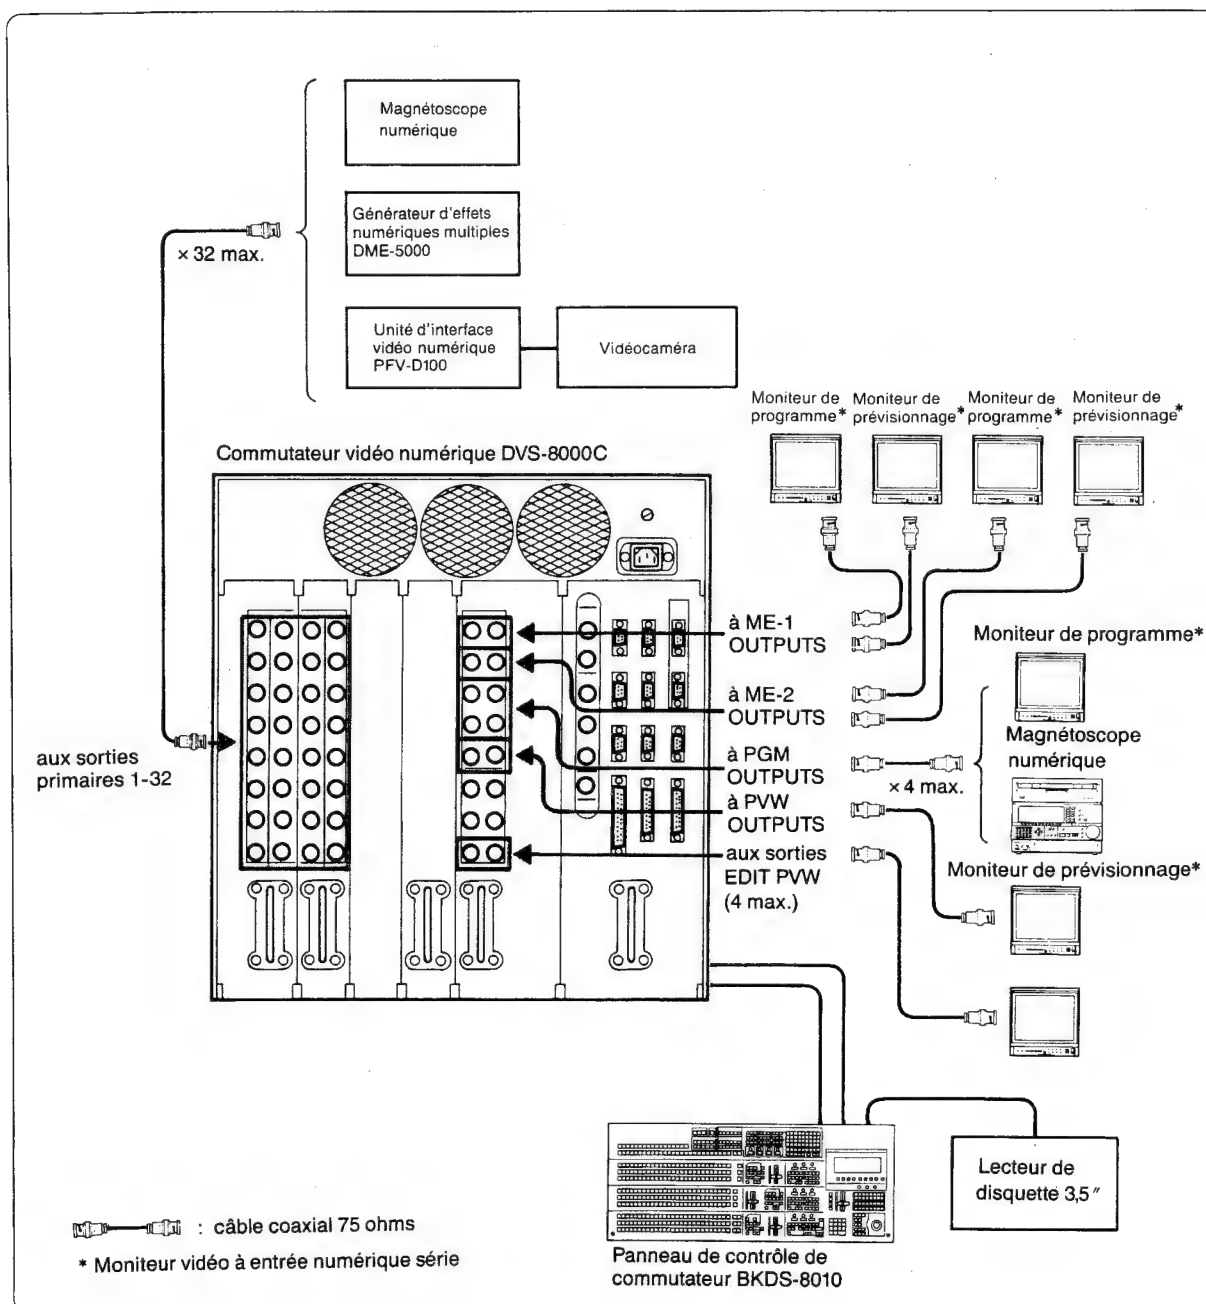 Magnétoscope
numérique
Générateur d'effets
numériques multiples
DME-5000
× 32 max.
Unité d'interface
vidéo numérique
PFV-D100
Vidéocaméra
Moniteur de
programme*
Moniteur de
prévisionnage*
Moniteur de
programme*
Moniteur de
prévisionnage*
Commutateur vidéo numérique DVS-8000C
à ME-1
OUTPUTS
à ME-2
OUTPUTS
à PGM
OUTPUTS
à PVW
OUTPUTS
aux sorties
EDIT PVW
(4 max.)
aux sorties
primaires 1-32
Moniteur de programme*
Magnétoscope
numérique
× 4 max.
Moniteur de prévisionnage*
Lecteur de
disquette 3,5″
Panneau de contrôle de
commutateur BKDS-8010
: câble coaxial 75 ohms
* Moniteur vidéo à entrée numérique série